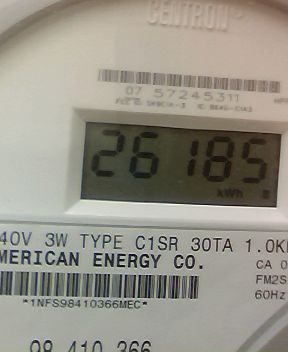 CENTRON®
07 57245311
26185
kWh
40V 3W TYPE C1SR 30TA 1.0K
MERICAN ENERGY CO.
CA 0
FM2S
60Hz
*1NFS98410366MEC*
98 410 366